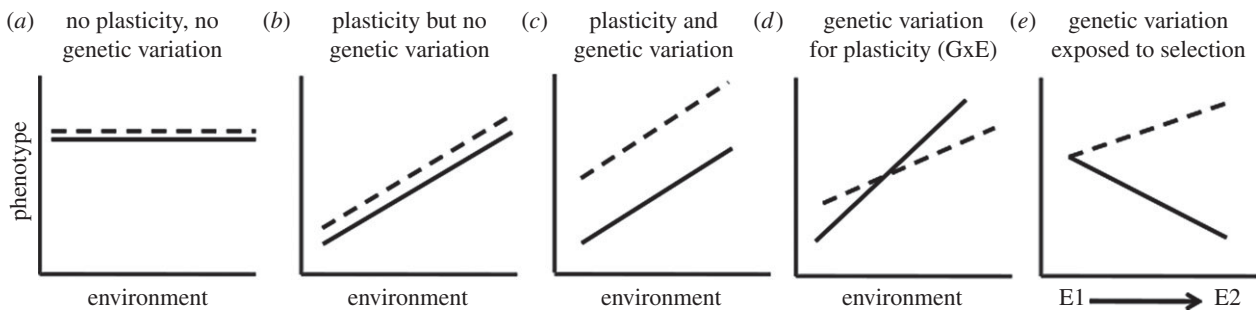 (a) no plasticity, no
genetic variation
(b) plasticity but no
genetic variation
(c) plasticity and
genetic variation
(d) genetic variation
for plasticity (GxE)
(e) genetic variation
exposed to selection
phenotype
environment
environment
environment
environment
E1 E2